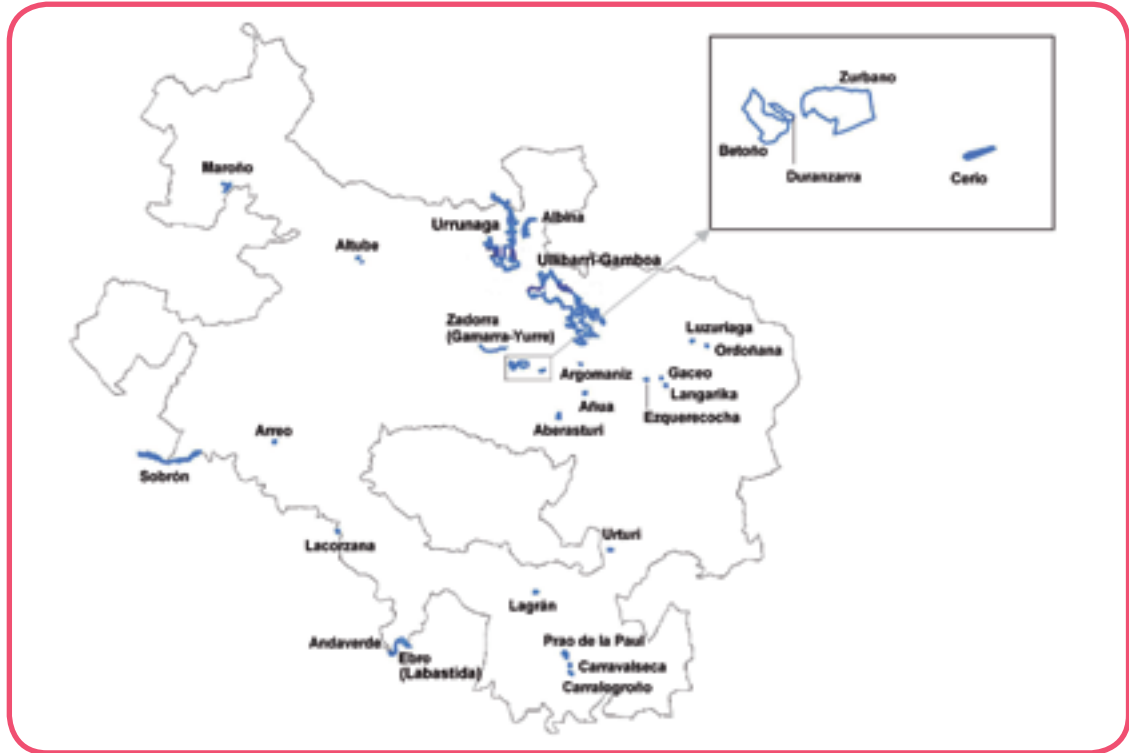 Zurbano
Betoño
Duranzarra
Cerio
Maroño
Urrunaga
Albina
Altube
Ullibarri-Gamboa
Zadorra
(Gamarra-Yurre)
Luzuriaga
Ordoñana
Argomaniz
Gaceo
Langarika
Añua
Ezquerecocha
Aberasturi
Arreo
Sobrón
Lacorzana
Urturi
Lagrán
Andaverde
Ebro
(Labastida)
Prao de la Paul
Carravalseca
Carralogroño